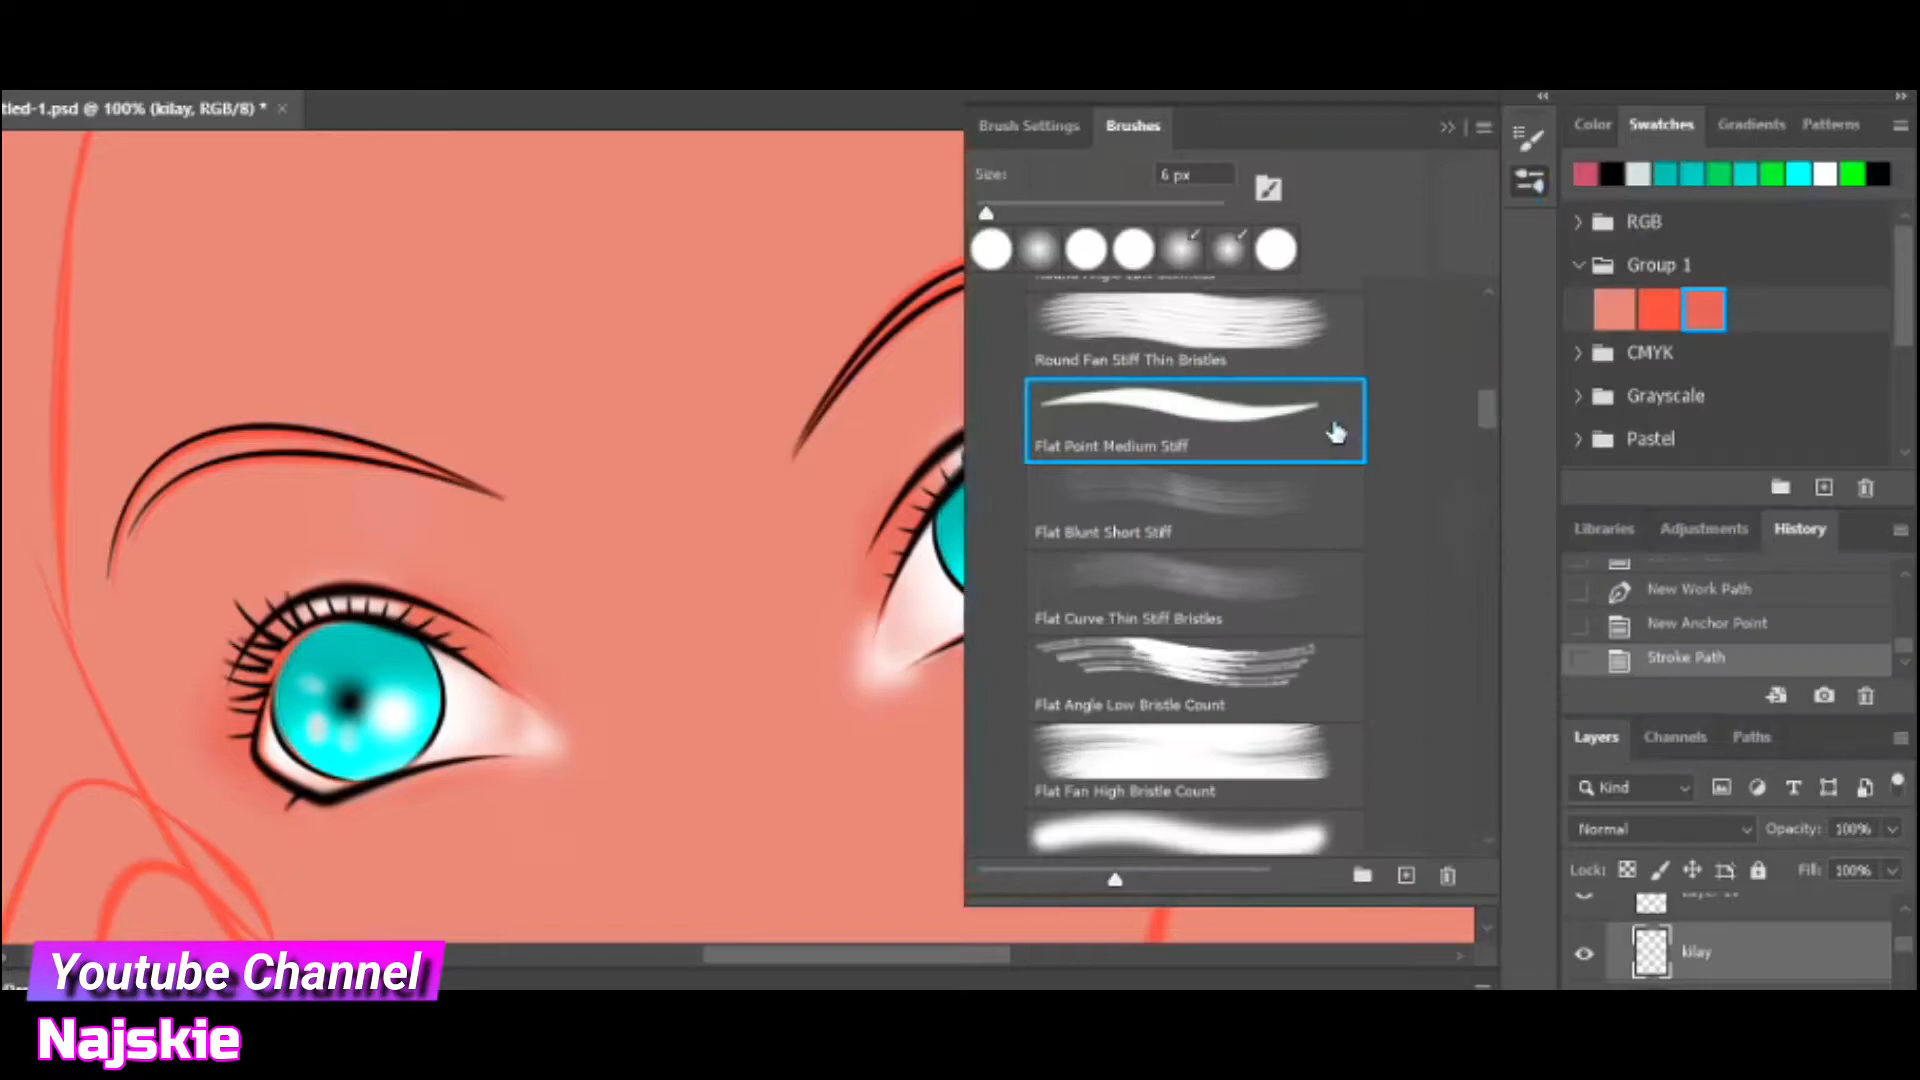 tled-1.psd @ 100% (kilay, RGB/8) * ×
Brush Settings
Brushes
Size:
6 px
Round Fan Stiff Thin Bristles
Flat Point Medium Stiff
Flat Blunt Short Stiff
Flat Curve Thin Stiff Bristles
Flat Angle Low Bristle Count
Flat Fan High Bristle Count
Color
Swatches
Gradients
Patterns
RGB
Group 1
CMYK
Grayscale
Pastel
Libraries
Adjustments
History
New Work Path
New Anchor Point
Stroke Path
Layers
Channels
Paths
Kind
Normal
Opacity: 100%
Lock:
Fill: 100%
kilay
Youtube Channel
Najskie